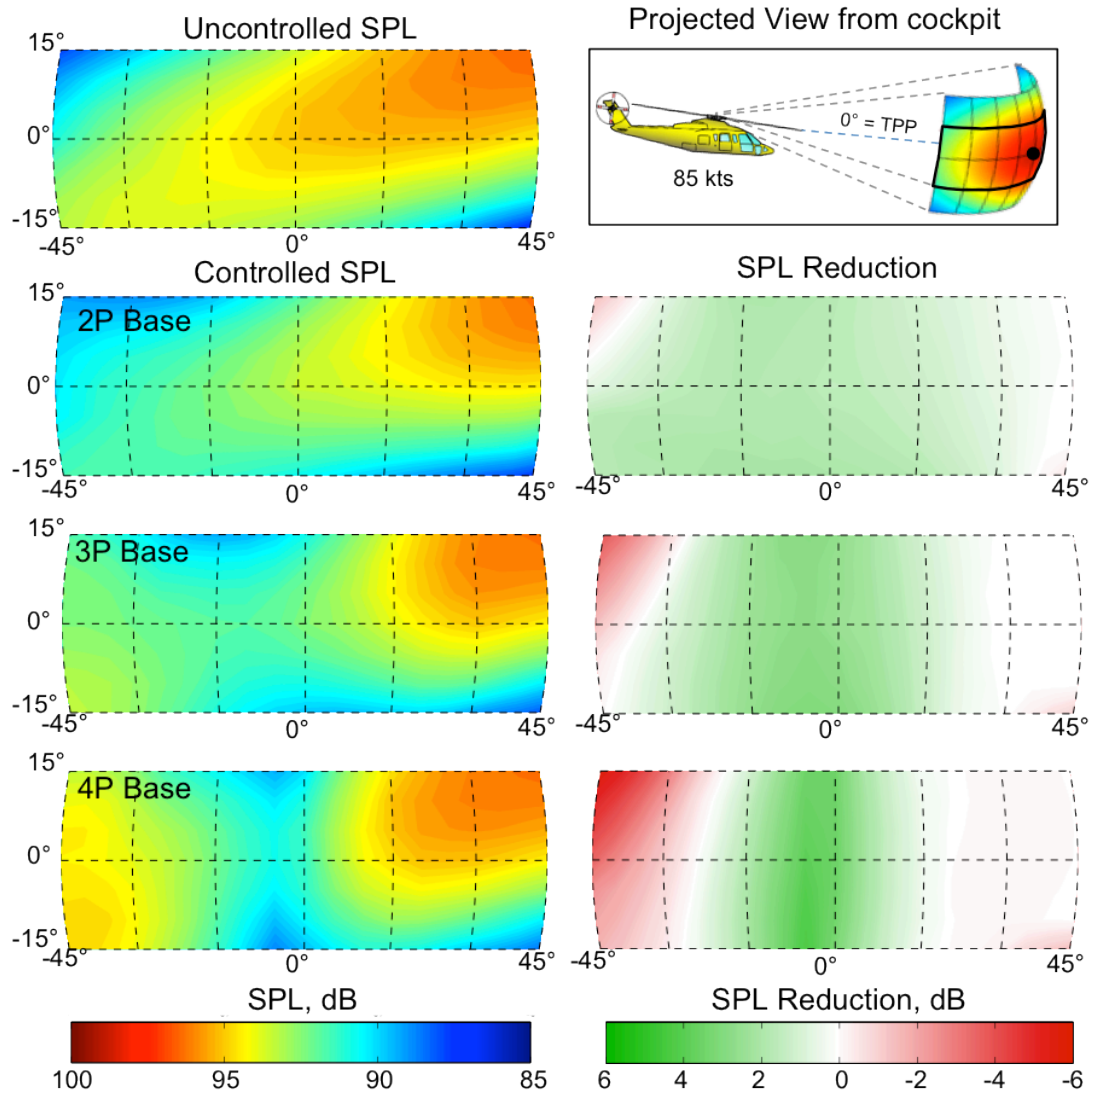 Uncontrolled SPL
Projected View from cockpit
15°
0°
-15°
-45°
0°
45°
0° = TPP
85 kts
Controlled SPL
SPL Reduction
15°
2P Base
0°
-15°
-45°
0°
45°
-45°
0°
45°
15°
3P Base
0°
-15°
-45°
0°
45°
-45°
0°
45°
15°
4P Base
0°
-15°
-45°
0°
45°
-45°
0°
45°
SPL, dB
SPL Reduction, dB
100 95 90 85
6 4 2 0 -2 -4 -6